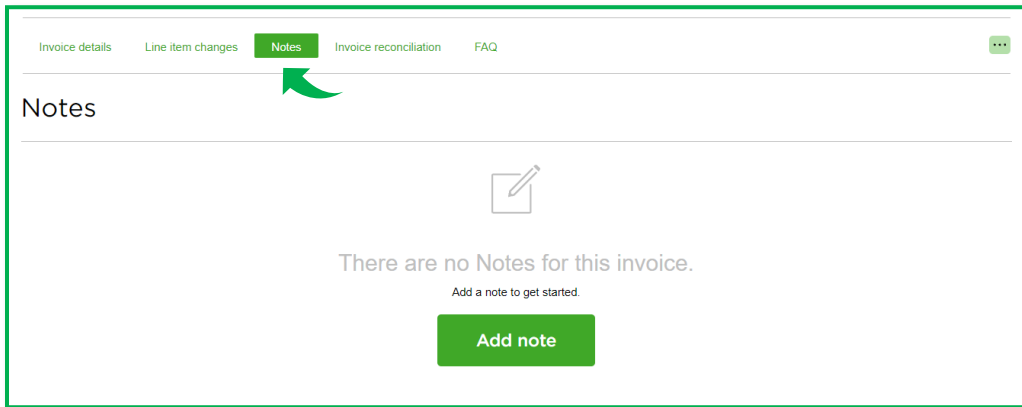 Invoice details Line item changes Notes Invoice reconciliation FAQ
Notes
There are no Notes for this invoice.
Add a note to get started.
Add note